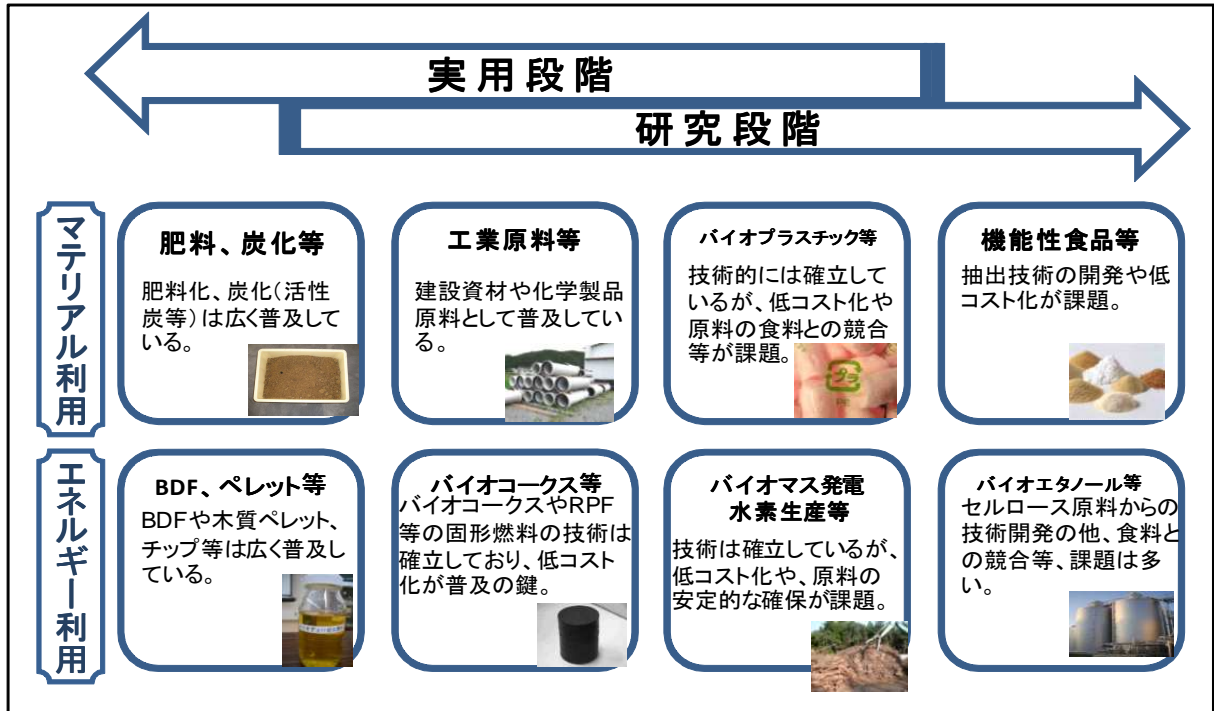 実用段階
研究段階
マテリアル利用
肥料、炭化等
肥料化、炭化(活性
炭等)は広く普及して
いる。
工業原料等
建設資材や化学製品
原料として普及してい
る。
バイオプラスチック等
技術的には確立して
いるが、低コスト化や
原料の食料との競合
等が課題。
プラ
機能性食品等
抽出技術の開発や低
コスト化が課題。
エネルギー利用
BDF、ペレット等
BDFや木質ペレット、
チップ等は広く普及し
ている。
バイオコークス等
バイオコークスやRPF
等の固形燃料の技術は
確立しており、低コスト
化が普及の鍵。
バイオマス発電
水素生産等
技術は確立しているが、
低コスト化や、原料の
安定的な確保が課題。
バイオエタノール等
セルロース原料からの
技術開発の他、食料と
の競合等、課題は多
い。